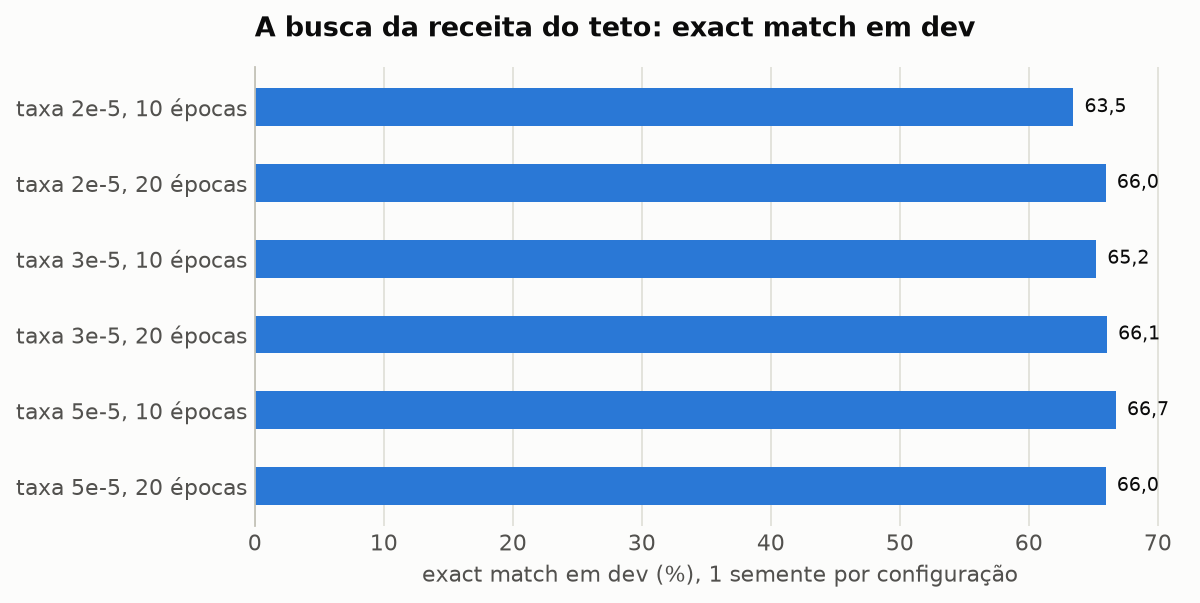 A busca da receita do teto: exact match em dev
taxa 2e-5, 10 épocas 63,5
taxa 2e-5, 20 épocas 66,0
taxa 3e-5, 10 épocas 65,2
taxa 3e-5, 20 épocas 66,1
taxa 5e-5, 10 épocas 66,7
taxa 5e-5, 20 épocas 66,0
0 10 20 30 40 50 60 70
exact match em dev (%), 1 semente por configuração